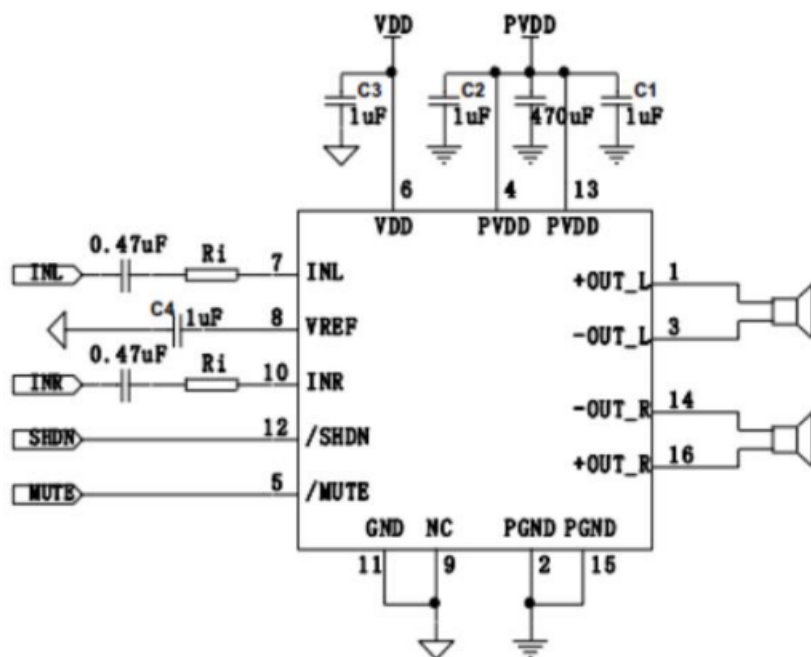 VDD PVDD
C3 C2 C1
1uF 1uF 470uF 1uF
6 4 13
VDD PVDD PVDD
0.47uF Ri 7 INL
INL
+OUT_L 1
C4 1uF 8 VREF
-OUT_L 3
0.47uF Ri 10 INR
INR
-OUT_R 14
SHDN 12 /SHDN
+OUT_R 16
MUTE 5 /MUTE
GND NC PGND PGND
11 9 2 15